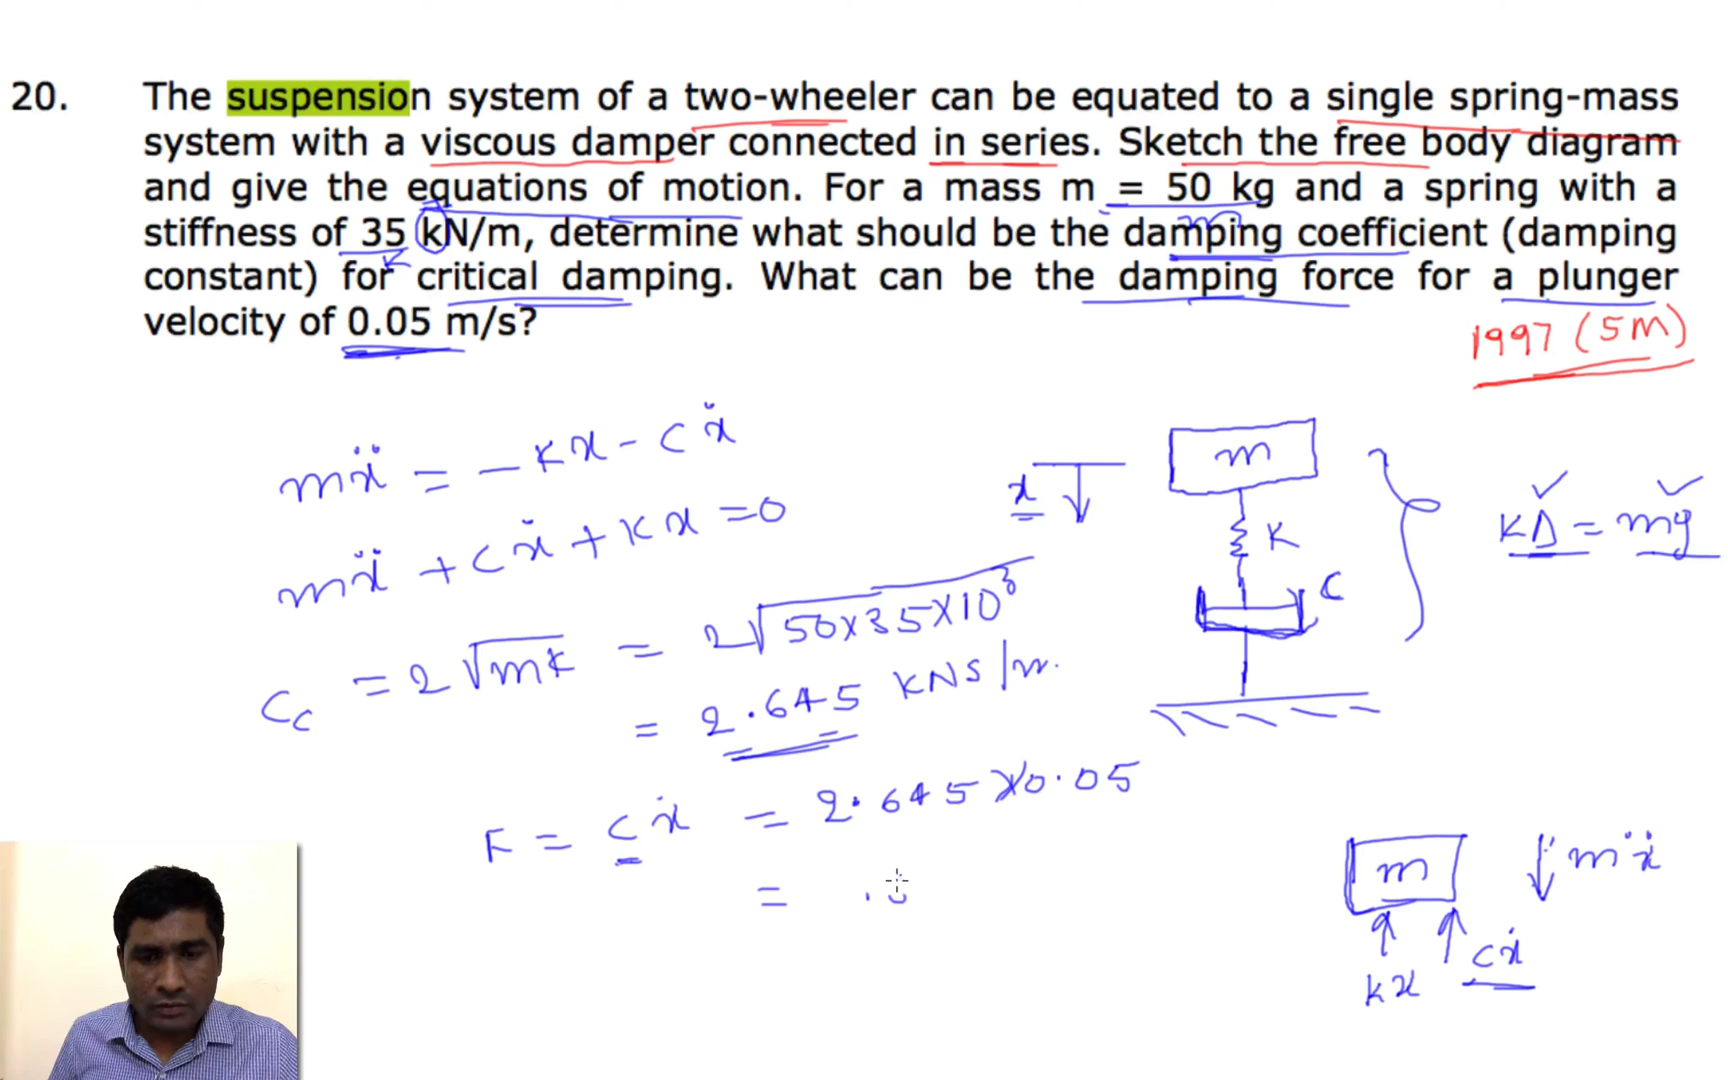 20. The suspension system of a two-wheeler can be equated to a single spring-mass
system with a viscous damper connected in series. Sketch the free body diagram
and give the equations of motion. For a mass m = 50 kg and a spring with a
stiffness of 35 kN/m, determine what should be the damping coefficient (damping
constant) for critical damping. What can be the damping force for a plunger
velocity of 0.05 m/s?
1997 (5M)
mẍ = -Kx - Cẋ
mẍ + Cẋ + Kx = 0
Cc = 2√mk = 2√50×35×10³
= 2.645 KNS/m.
F = Cẋ = 2.645×0.05
=
x
m
K
C
KΔ = mg
m
mẍ
kx
cẋ